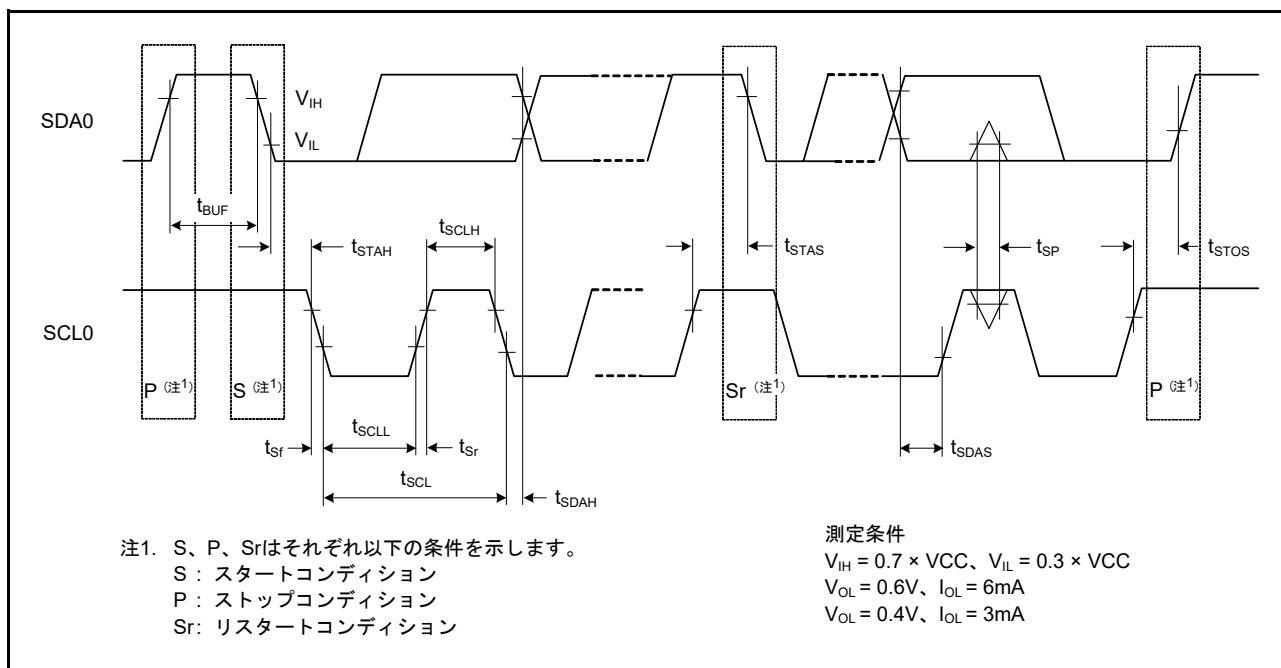 SDA0
V_IH
V_IL
t_BUF
t_STAH
t_SCLH
t_STAS
t_SP
t_STOS
SCL0
P (注1)
S (注1)
Sr (注1)
P (注1)
t_Sf
t_SCLL
t_Sr
t_SCL
t_SDAH
t_SDAS
注1. S、P、Srはそれぞれ以下の条件を示します。
S : スタートコンディション
P : ストップコンディション
Sr: リスタートコンディション
測定条件
V_IH = 0.7 × VCC、V_IL = 0.3 × VCC
V_OL = 0.6V、I_OL = 6mA
V_OL = 0.4V、I_OL = 3mA